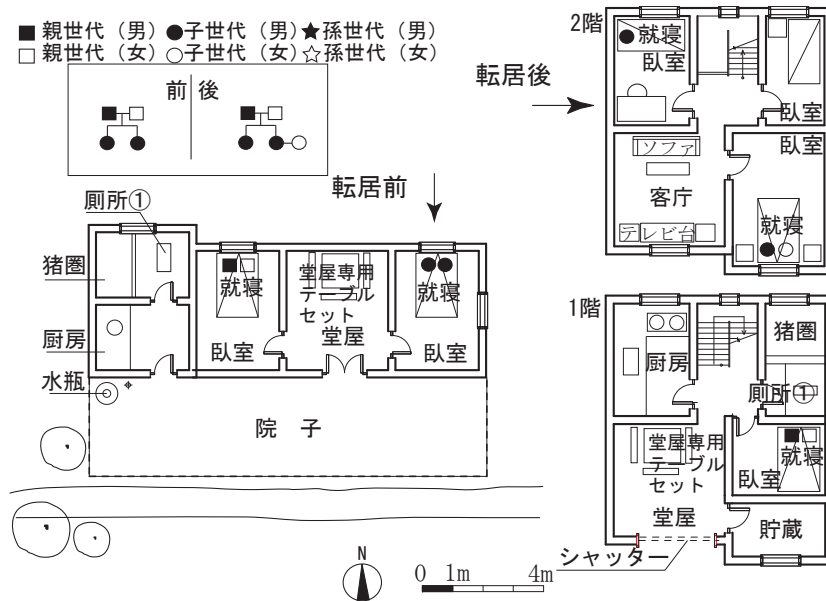 ■ 親世代（男） ●子世代（男）★孫世代（男）
□ 親世代（女） ○子世代（女）☆孫世代（女）
前 後
転居前
厠所①
猪圏
厨房
水瓶
就寝
臥室
堂屋専用
テーブル
セット
堂屋
就寝
臥室
院 子
N
0 1m 4m
転居後
2階
就寝
臥室
臥室
ソファ
客庁
テレビ台
臥室
就寝
1階
厨房
猪圏
厠所①
堂屋専用
テーブル
セット
堂屋
就寝
臥室
貯蔵
シャッター